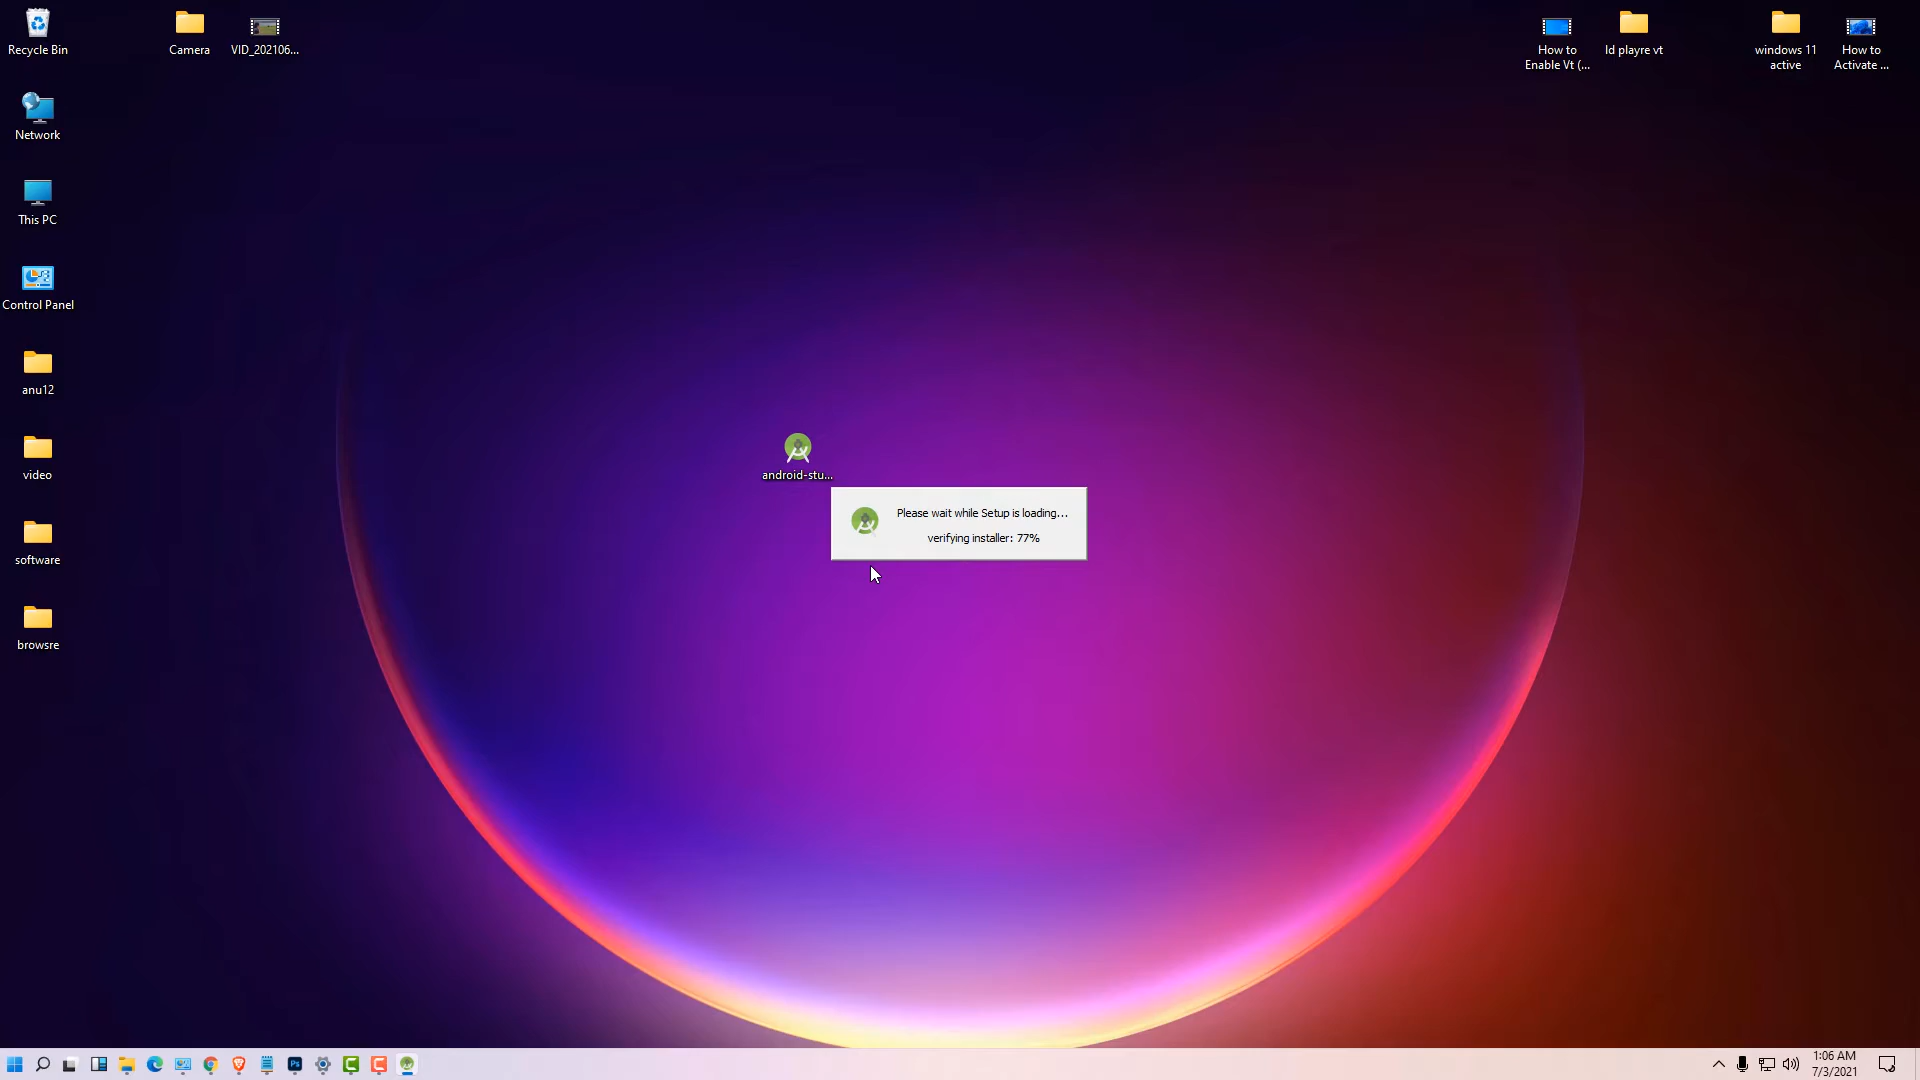 Recycle Bin
Camera
VID_202106...
How to
Enable Vt (...
ld playre vt
windows 11
active
How to
Activate ...
Network
This PC
Control Panel
anu12
video
software
browsre
android-stu...
Please wait while Setup is loading...
verifying installer: 77%
Ps
1:06 AM
7/3/2021